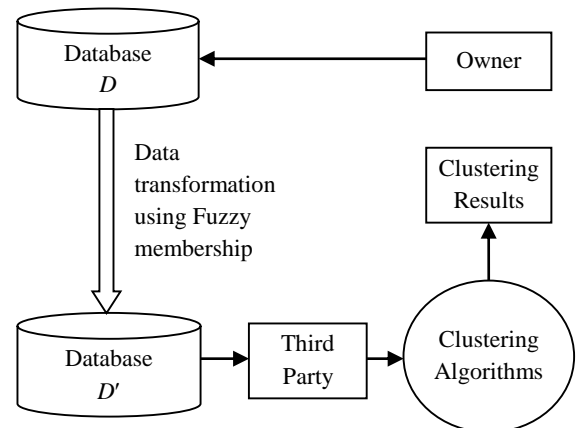 Database
D
Owner
Data
transformation
using Fuzzy
membership
Clustering
Results
Database
D'
Third
Party
Clustering
Algorithms